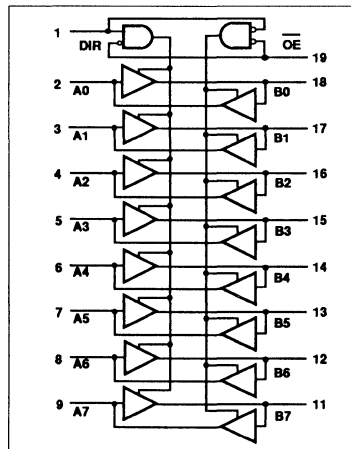 1
DIR
OE
19
2 A0 B0 18
3 A1 B1 17
4 A2 B2 16
5 A3 B3 15
6 A4 B4 14
7 A5 B5 13
8 A6 B6 12
9 A7 B7 11